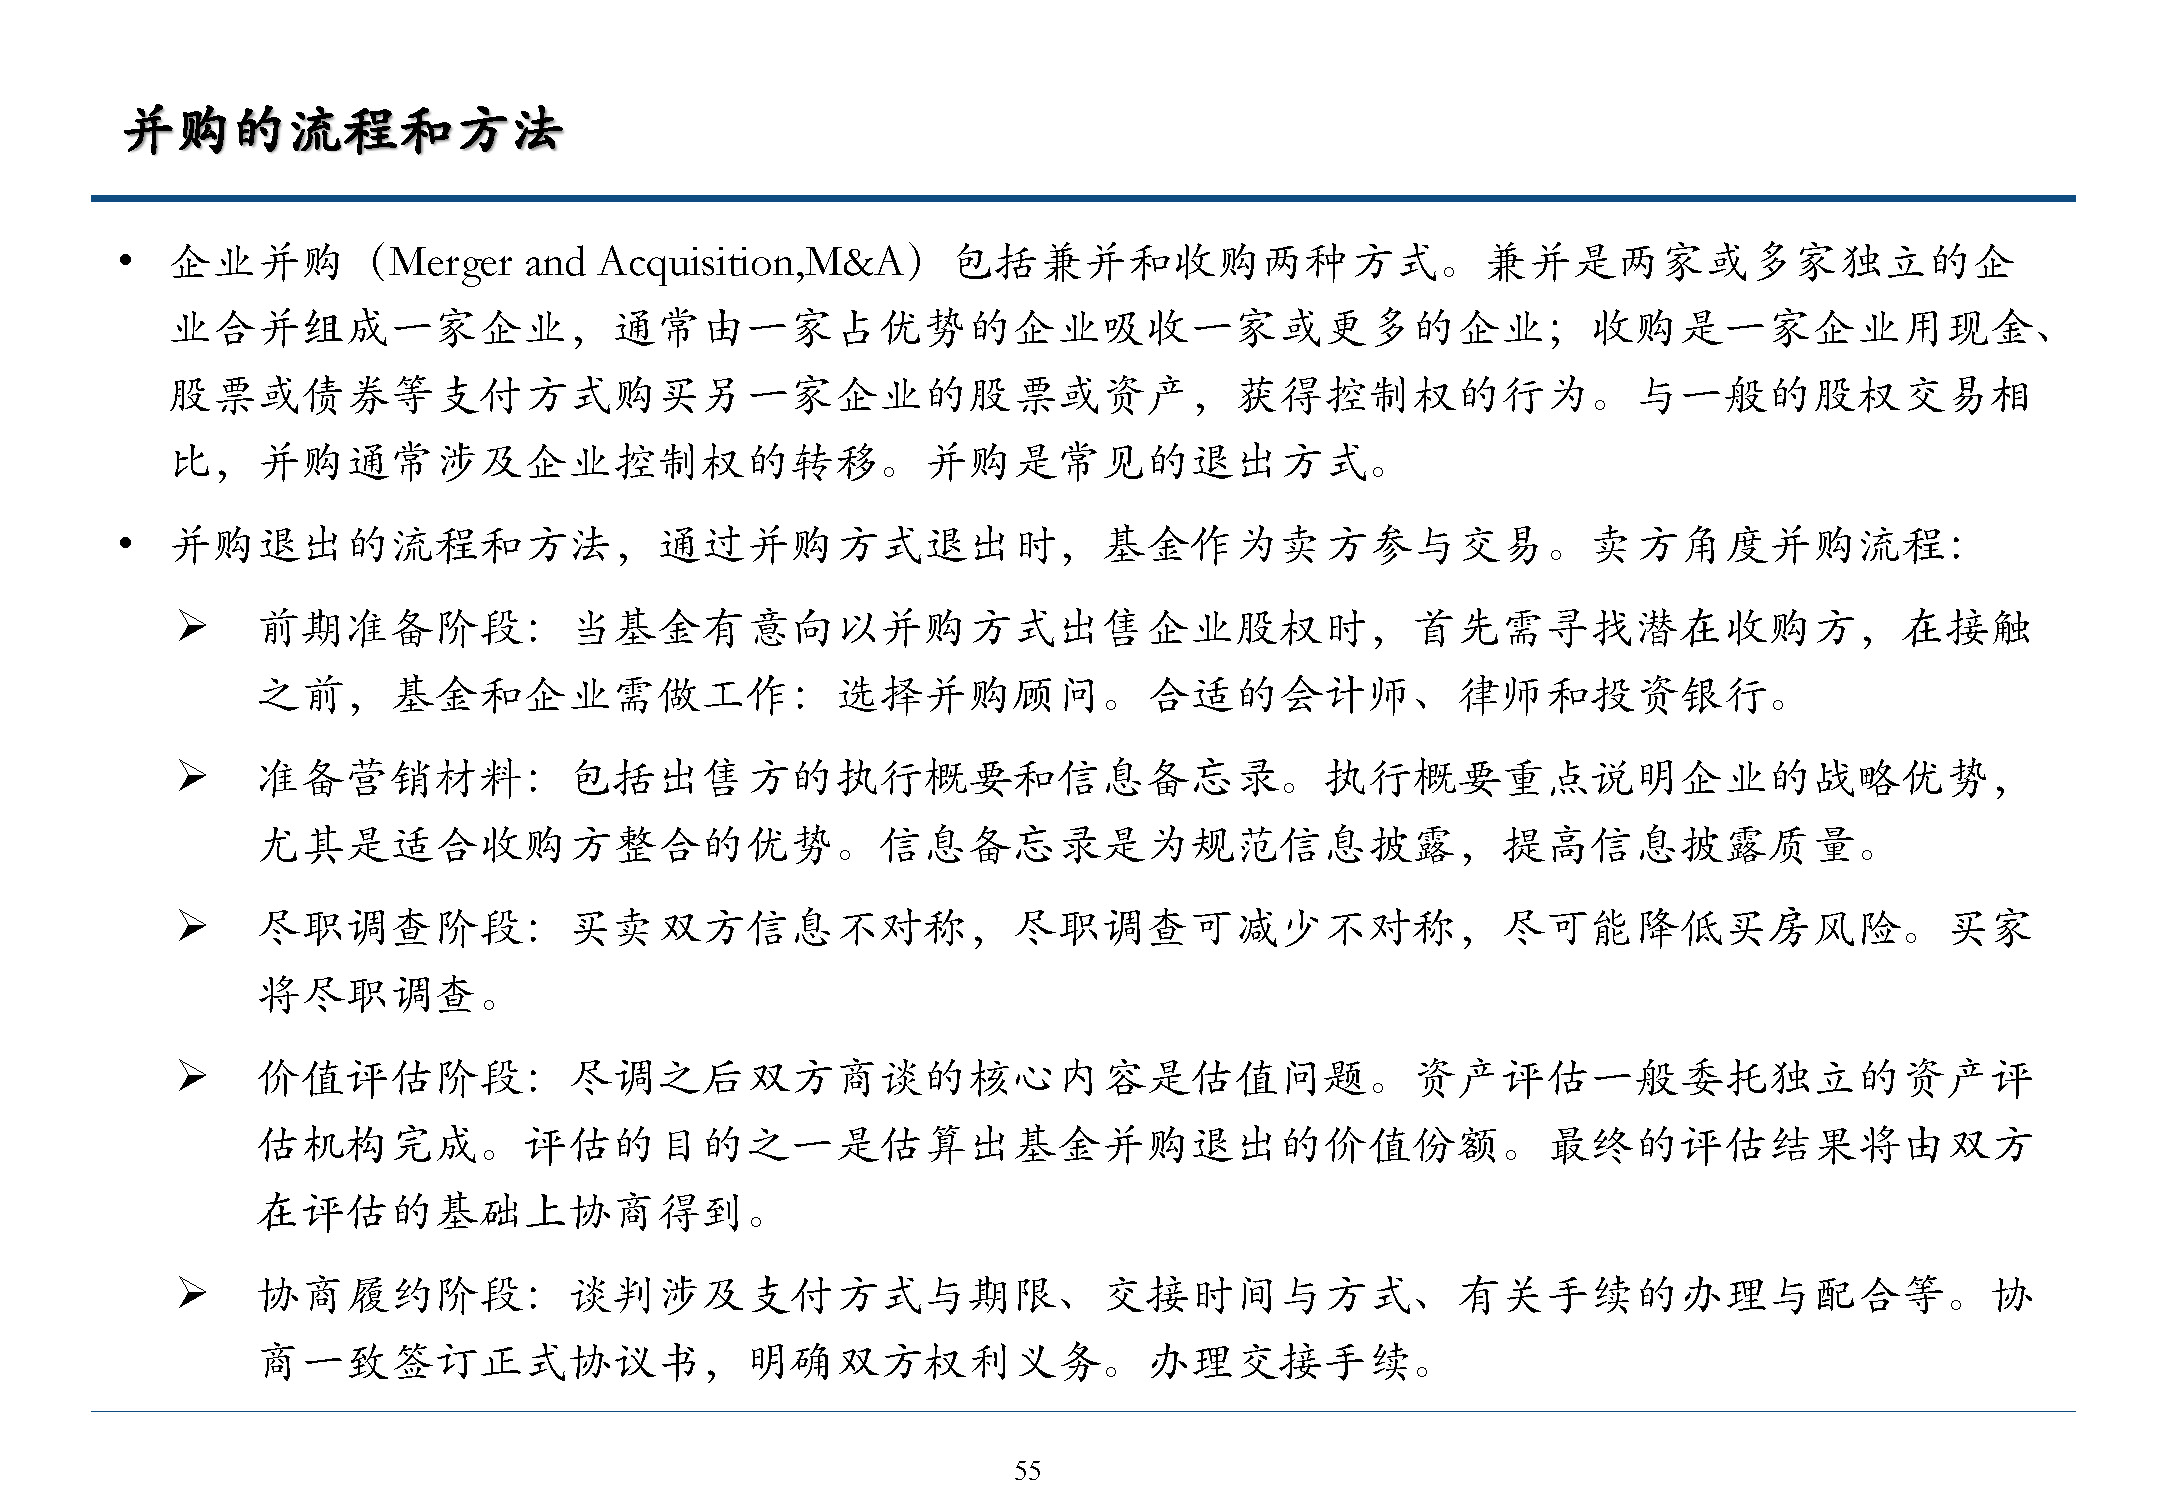 并购的流程和方法
• 企业并购（Merger and Acquisition,M&A）包括兼并和收购两种方式。兼并是两家或多家独立的企
业合并组成一家企业，通常由一家占优势的企业吸收一家或更多的企业；收购是一家企业用现金、
股票或债券等支付方式购买另一家企业的股票或资产，获得控制权的行为。与一般的股权交易相
比，并购通常涉及企业控制权的转移。并购是常见的退出方式。
• 并购退出的流程和方法，通过并购方式退出时，基金作为卖方参与交易。卖方角度并购流程：
➢ 前期准备阶段：当基金有意向以并购方式出售企业股权时，首先需寻找潜在收购方，在接触
之前，基金和企业需做工作：选择并购顾问。合适的会计师、律师和投资银行。
➢ 准备营销材料：包括出售方的执行概要和信息备忘录。执行概要重点说明企业的战略优势，
尤其是适合收购方整合的优势。信息备忘录是为规范信息披露，提高信息披露质量。
➢ 尽职调查阶段：买卖双方信息不对称，尽职调查可减少不对称，尽可能降低买房风险。买家
将尽职调查。
➢ 价值评估阶段：尽调之后双方商谈的核心内容是估值问题。资产评估一般委托独立的资产评
估机构完成。评估的目的之一是估算出基金并购退出的价值份额。最终的评估结果将由双方
在评估的基础上协商得到。
➢ 协商履约阶段：谈判涉及支付方式与期限、交接时间与方式、有关手续的办理与配合等。协
商一致签订正式协议书，明确双方权利义务。办理交接手续。
55